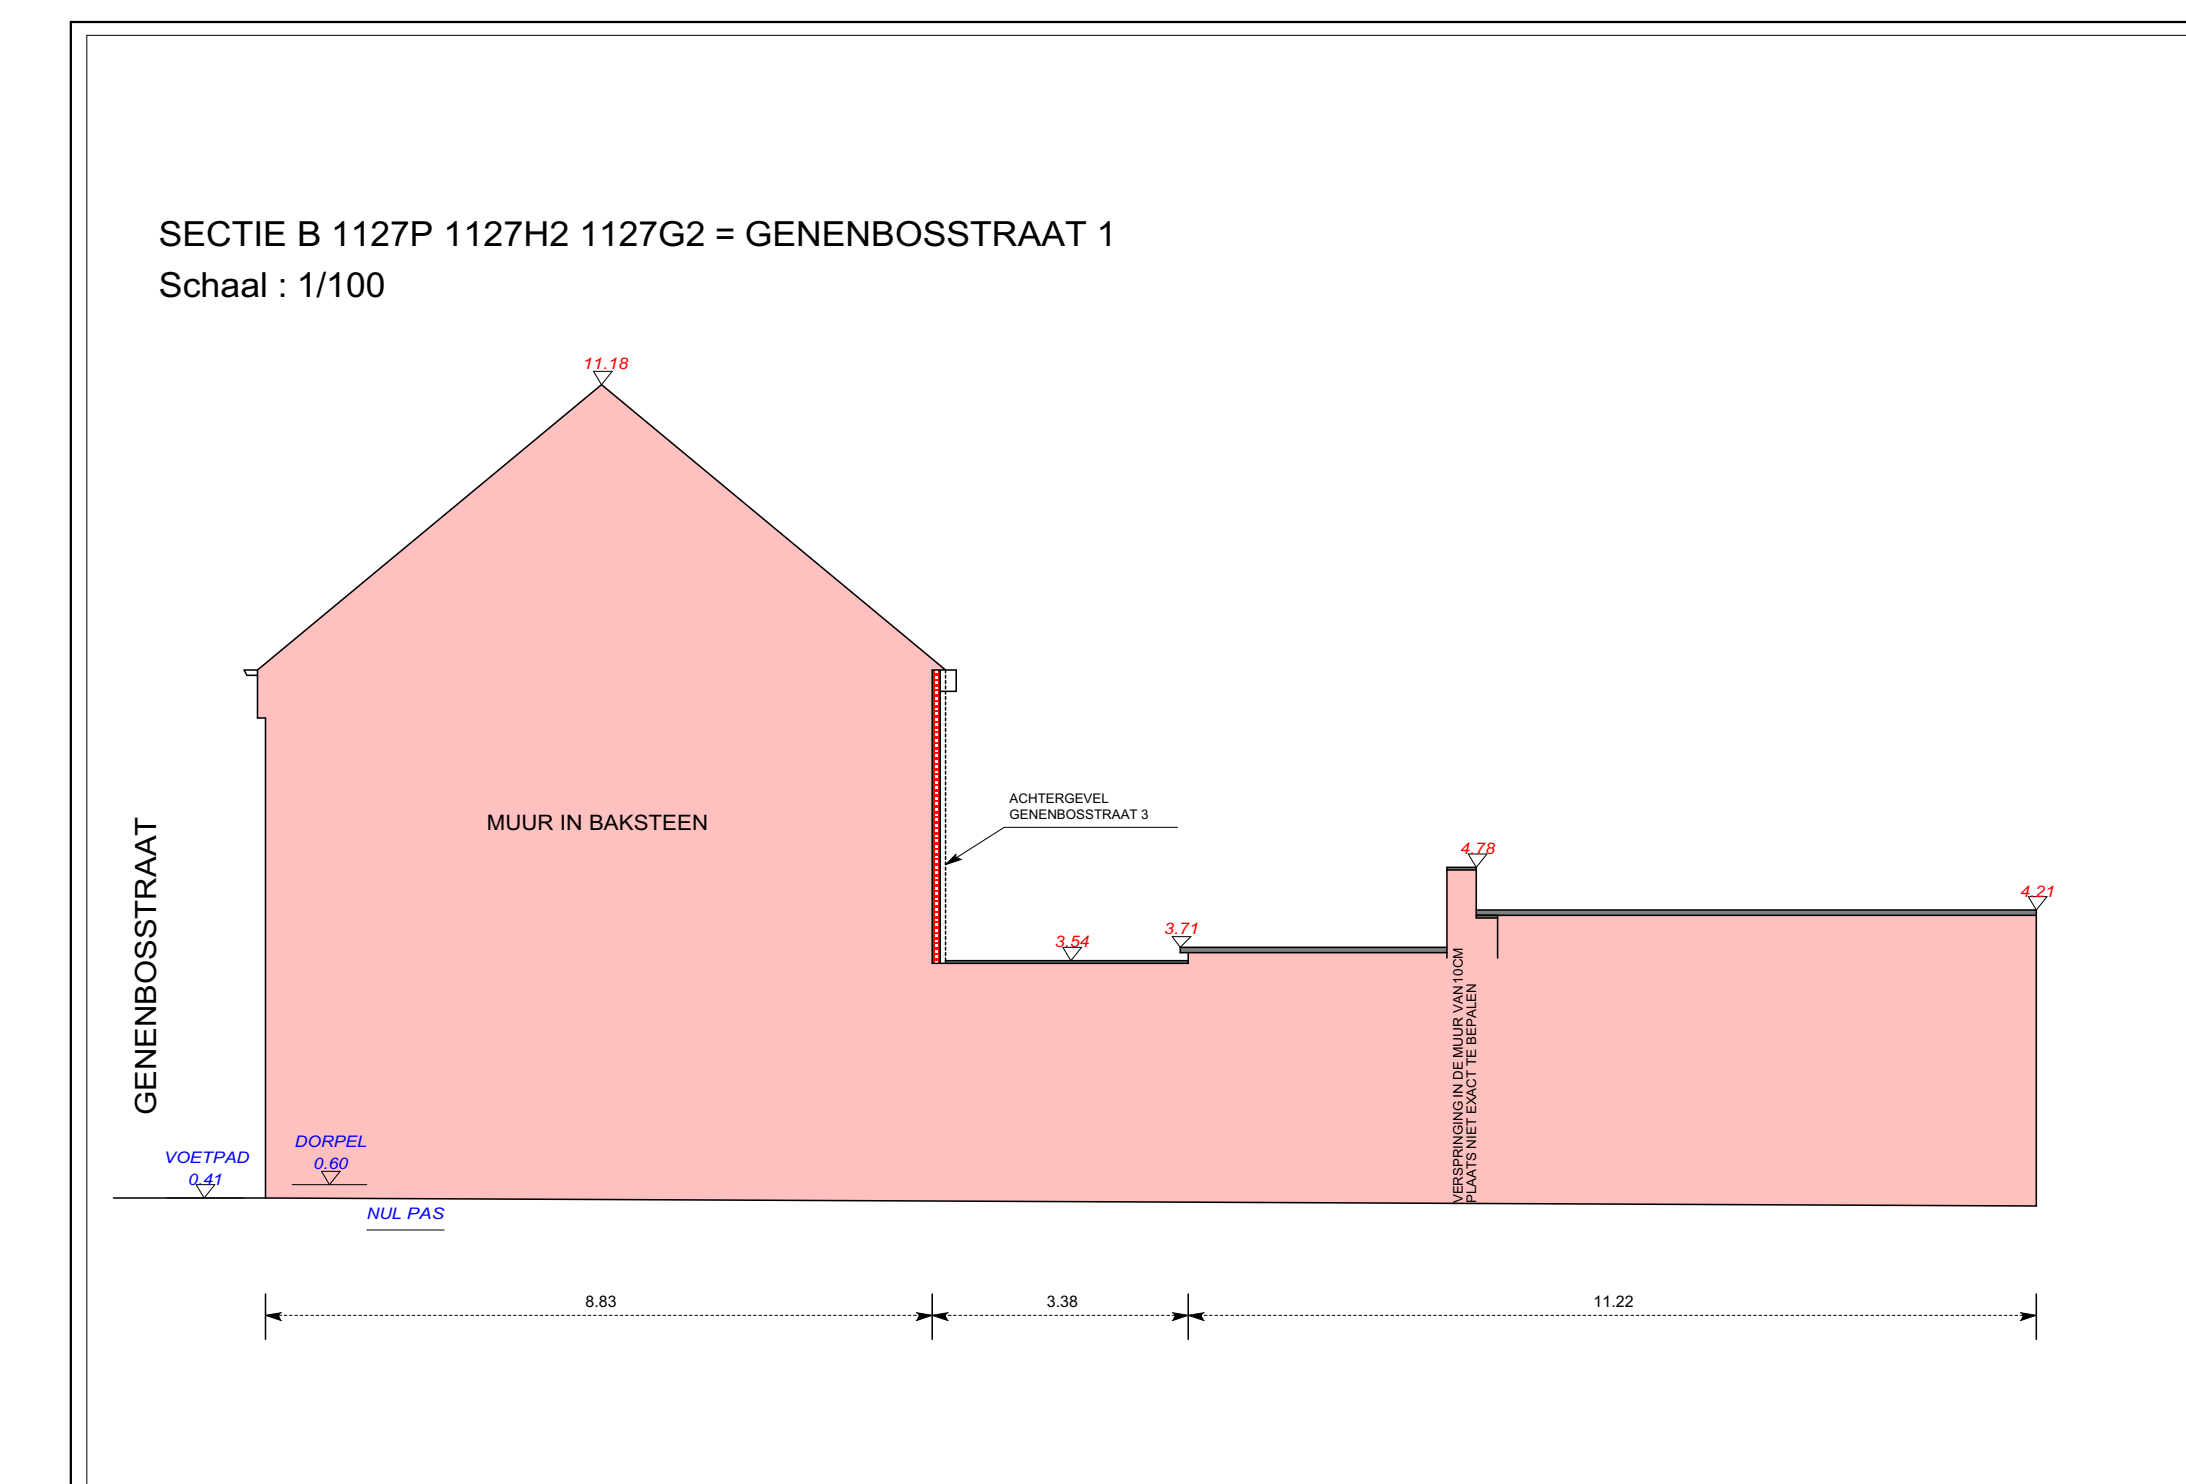 SECTIE B 1127P 1127H2 1127G2 = GENENBOSSTRAAT 1
Schaal : 1/100
11.18
MUUR IN BAKSTEEN
ACHTERGEVEL
GENENBOSSTRAAT 3
GENENBOSSTRAAT
4.78
4.21
3.71
3.54
VERSPRINGING IN DE MUUR VAN 10CM
PLAATS NIET EXACT TE BEPALEN
DORPEL
0.60
VOETPAD
0.41
NUL PAS
8.83
3.38
11.22